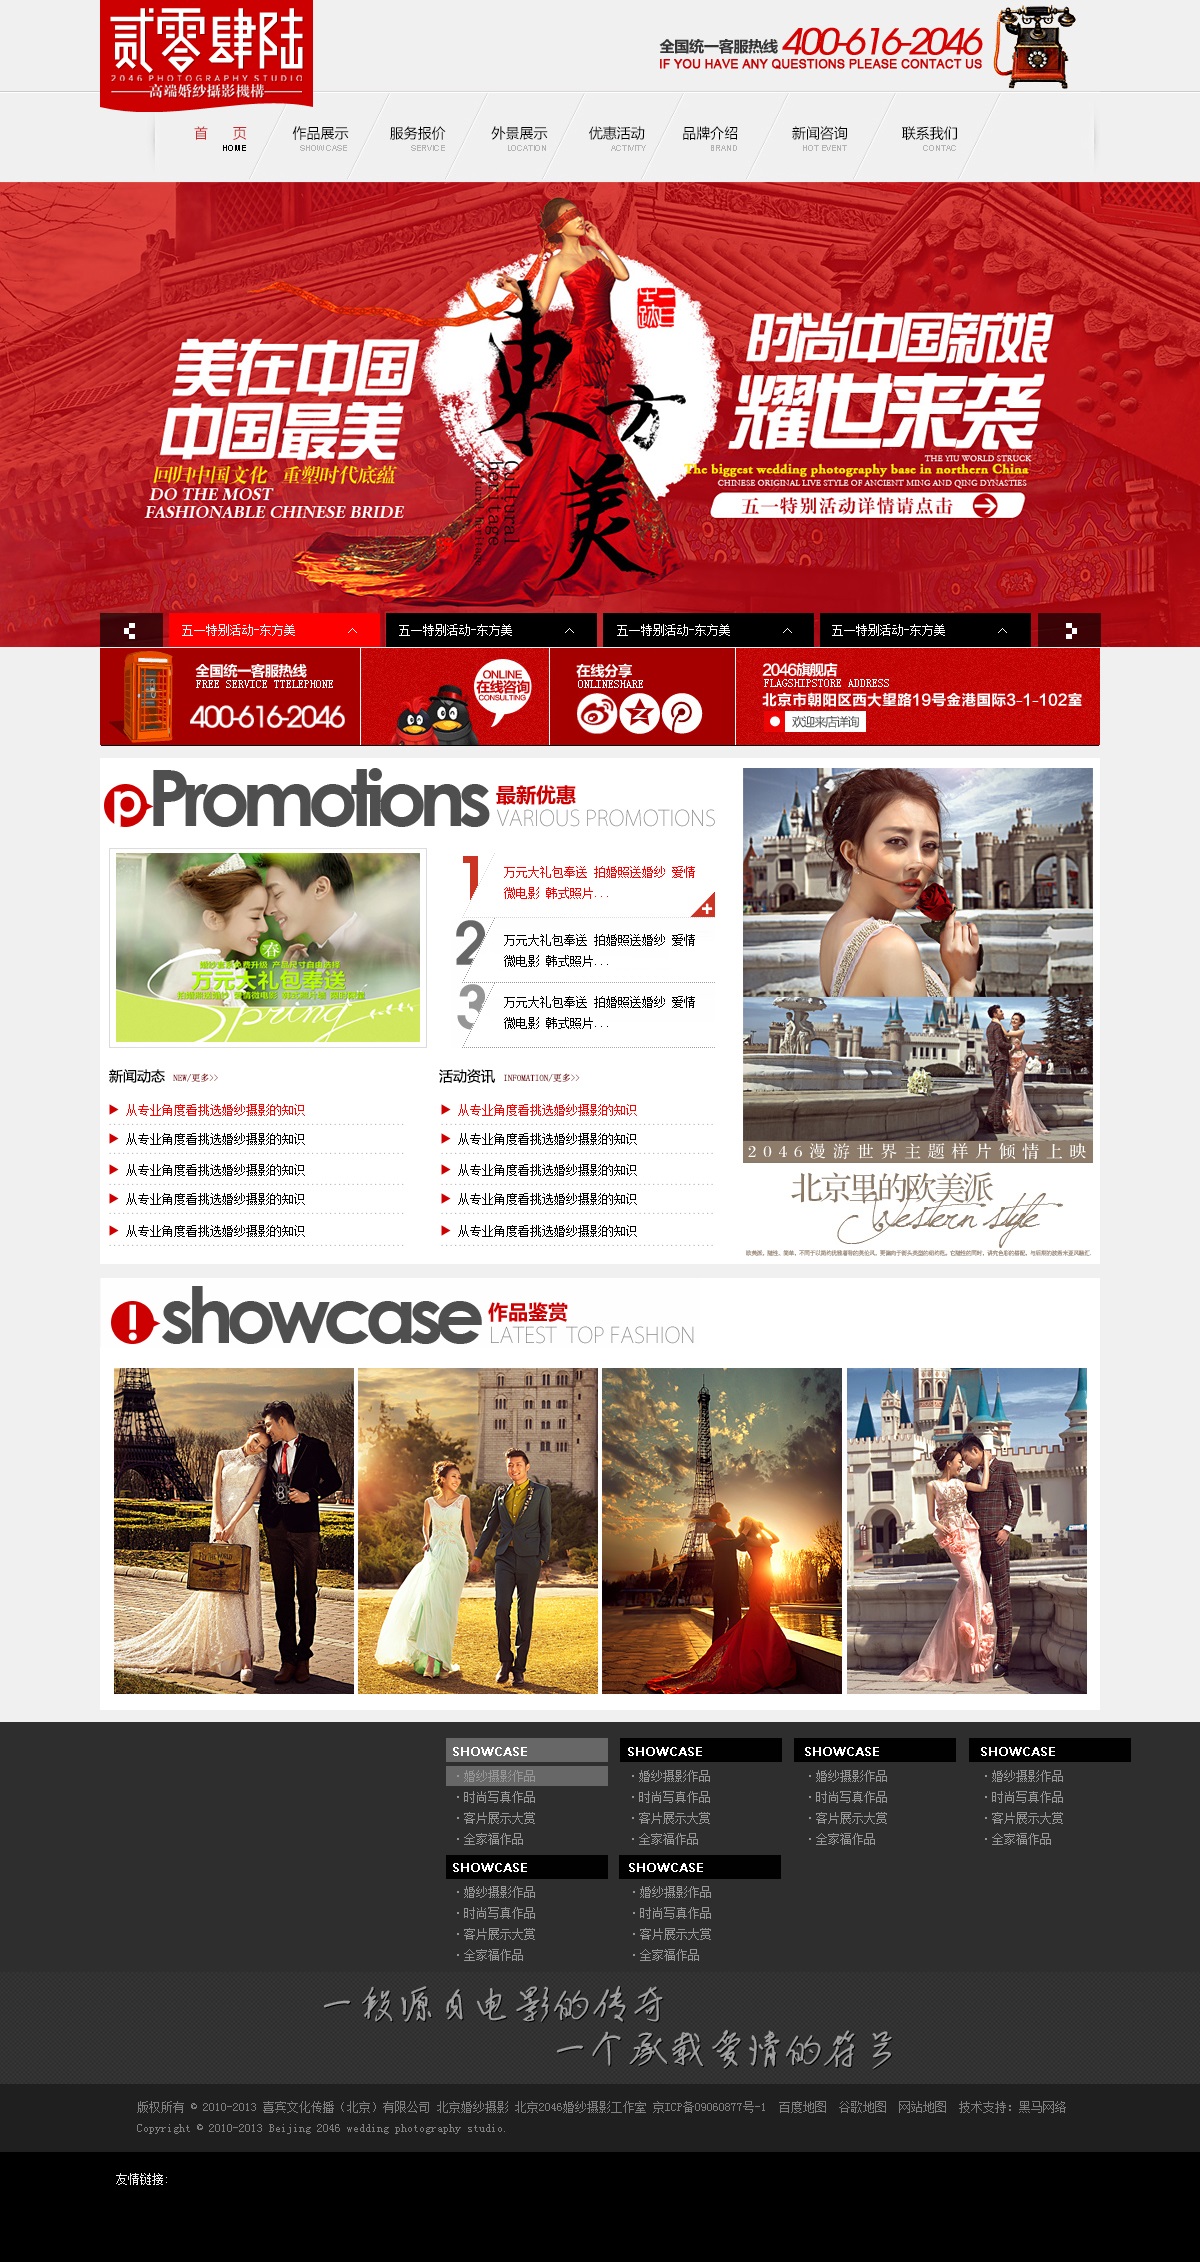 贰零肆陆
2046 PHOTOGRAPHY STUDIO
高端婚纱攝影機構
全国统一客服热线 400-616-2046
IF YOU HAVE ANY QUESTIONS PLEASE CONTACT US
首 页 作品展示 服务报价 外景展示 优惠活动 品牌介绍 新闻咨询 联系我们
HOME SHOWCASE SERVICE LOCATION ACTIVITY BRAND HOT EVENT CONTAC
美在中国
中国最美
回归中国文化 重塑时代底蕴
DO THE MOST
FASHIONABLE CHINESE BRIDE
東方美
Cyltural
heritage
时尚中国新娘
耀世来袭
THE YIU WORLD STRUCK
The biggest wedding photography base in northern China
CHINESE ORIGINAL LIVE STYLE OF ANCIENT MING AND QING DYNASTIES
五一特别活动详情请点击
五一特别活动-东方美 五一特别活动-东方美 五一特别活动-东方美 五一特别活动-东方美
全国统一客服热线
FREE SERVICE TTELEPHONE
400-616-2046
ONLINE
在线咨询
CONSULTING
在线分享
ONLINESHARE
2046旗舰店
FLAGSHIPSTORE ADDRESS
北京市朝阳区西大望路19号金港国际3-1-102室
欢迎来店详询
Promotions 最新优惠
VARIOUS PROMOTIONS
春
万元大礼包奉送
Spring
1 万元大礼包奉送 拍婚照送婚纱 爱情
微电影 韩式照片...
2 万元大礼包奉送 拍婚照送婚纱 爱情
微电影 韩式照片...
3 万元大礼包奉送 拍婚照送婚纱 爱情
微电影 韩式照片...
新闻动态 NEW/更多>>
从专业角度看挑选婚纱摄影的知识
从专业角度看挑选婚纱摄影的知识
从专业角度看挑选婚纱摄影的知识
从专业角度看挑选婚纱摄影的知识
从专业角度看挑选婚纱摄影的知识
活动资讯 INFOMATION/更多>>
从专业角度看挑选婚纱摄影的知识
从专业角度看挑选婚纱摄影的知识
从专业角度看挑选婚纱摄影的知识
从专业角度看挑选婚纱摄影的知识
从专业角度看挑选婚纱摄影的知识
2046漫游世界主题样片倾情上映
北京里的欧美派
Western style
showcase 作品鉴赏
LATEST TOP FASHION
SHOWCASE
·婚纱摄影作品
·时尚写真作品
·客片展示大赏
·全家福作品
SHOWCASE
·婚纱摄影作品
·时尚写真作品
·客片展示大赏
·全家福作品
SHOWCASE
·婚纱摄影作品
·时尚写真作品
·客片展示大赏
·全家福作品
SHOWCASE
·婚纱摄影作品
·时尚写真作品
·客片展示大赏
·全家福作品
SHOWCASE
·婚纱摄影作品
·时尚写真作品
·客片展示大赏
·全家福作品
SHOWCASE
·婚纱摄影作品
·时尚写真作品
·客片展示大赏
·全家福作品
一段源自电影的传奇
一个承载爱情的符号
版权所有 © 2010-2013 喜宾文化传播（北京）有限公司 北京婚纱摄影 北京2046婚纱摄影工作室 京ICP备09060877号-1 百度地图 谷歌地图 网站地图 技术支持：黑马网络
Copyright © 2010-2013 Beijing 2046 wedding photography studio.
友情链接: